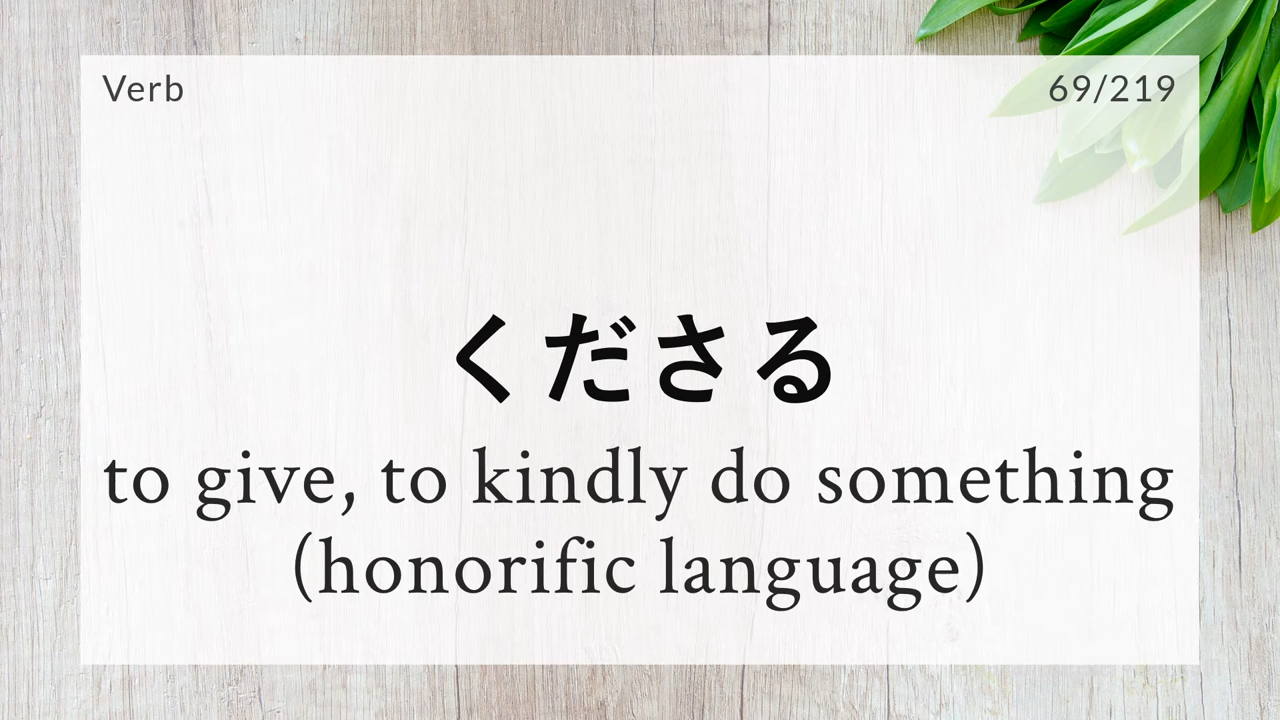 Verb
69/219
くださる
to give, to kindly do something
(honorific language)